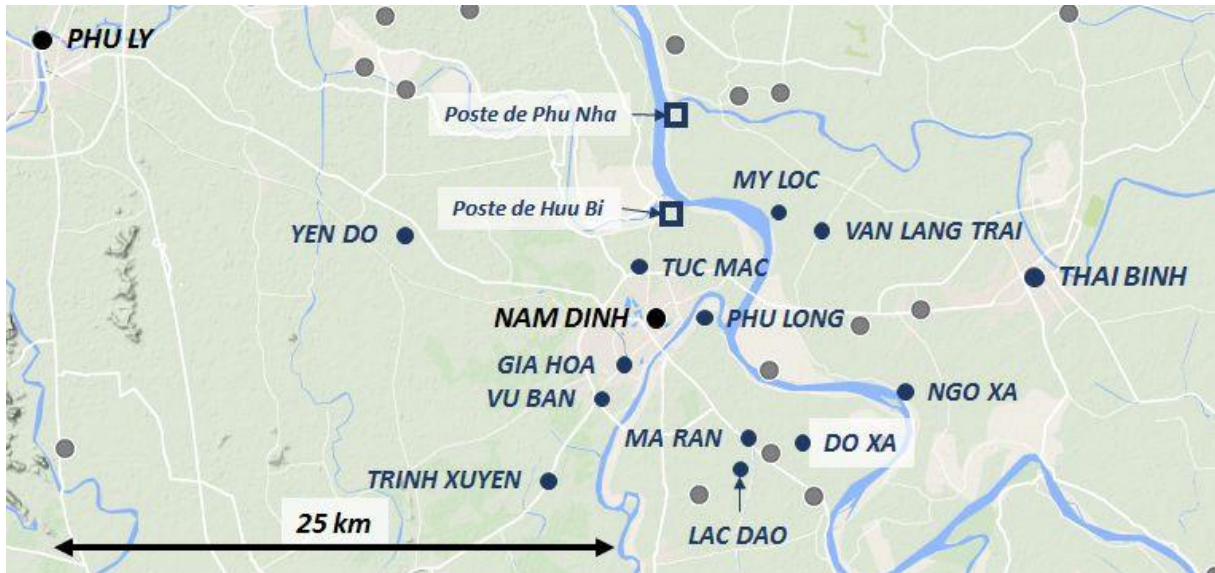 PHU LY
Poste de Phu Nha
MY LOC
Poste de Huu Bi
YEN DO
VAN LANG TRAI
TUC MAC
THAI BINH
NAM DINH
PHU LONG
GIA HOA
NGO XA
VU BAN
MA RAN
DO XA
TRINH XUYEN
25 km
LAC DAO